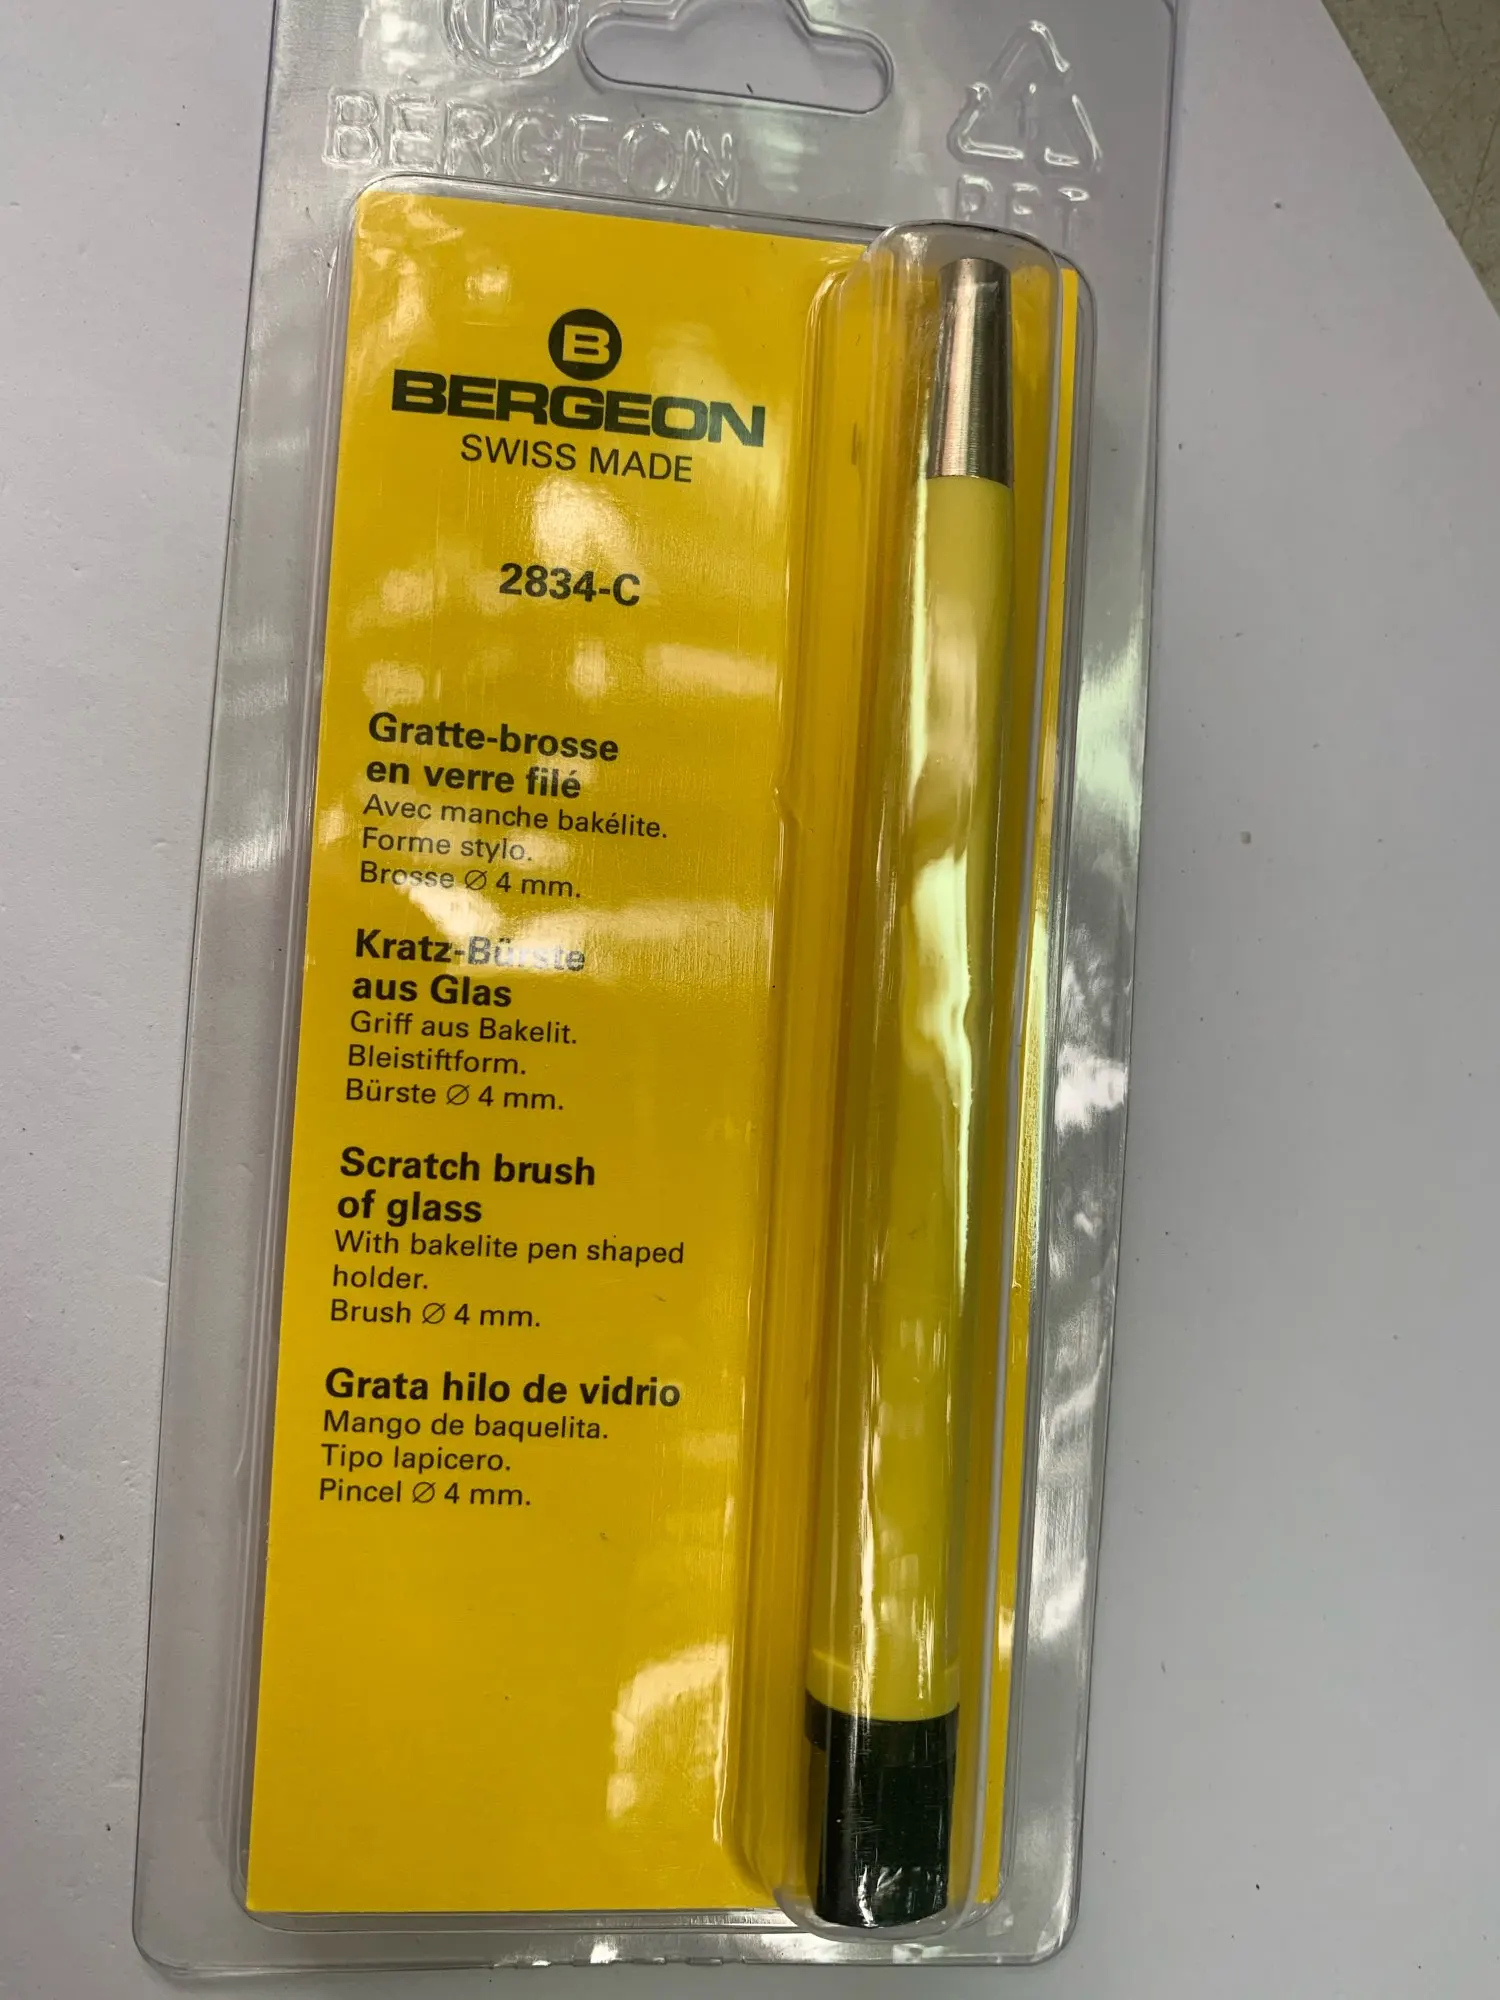 B
BERGEON
PET
B
BERGEON
SWISS MADE
2834-C
Gratte-brosse
en verre filé
Avec manche bakélite.
Forme stylo.
Brosse ∅ 4 mm.
Kratz-Bürste
aus Glas
Griff aus Bakelit.
Bleistiftform.
Bürste ∅ 4 mm.
Scratch brush
of glass
With bakelite pen shaped
holder.
Brush ∅ 4 mm.
Grata hilo de vidrio
Mango de baquelita.
Tipo lapicero.
Pincel ∅ 4 mm.